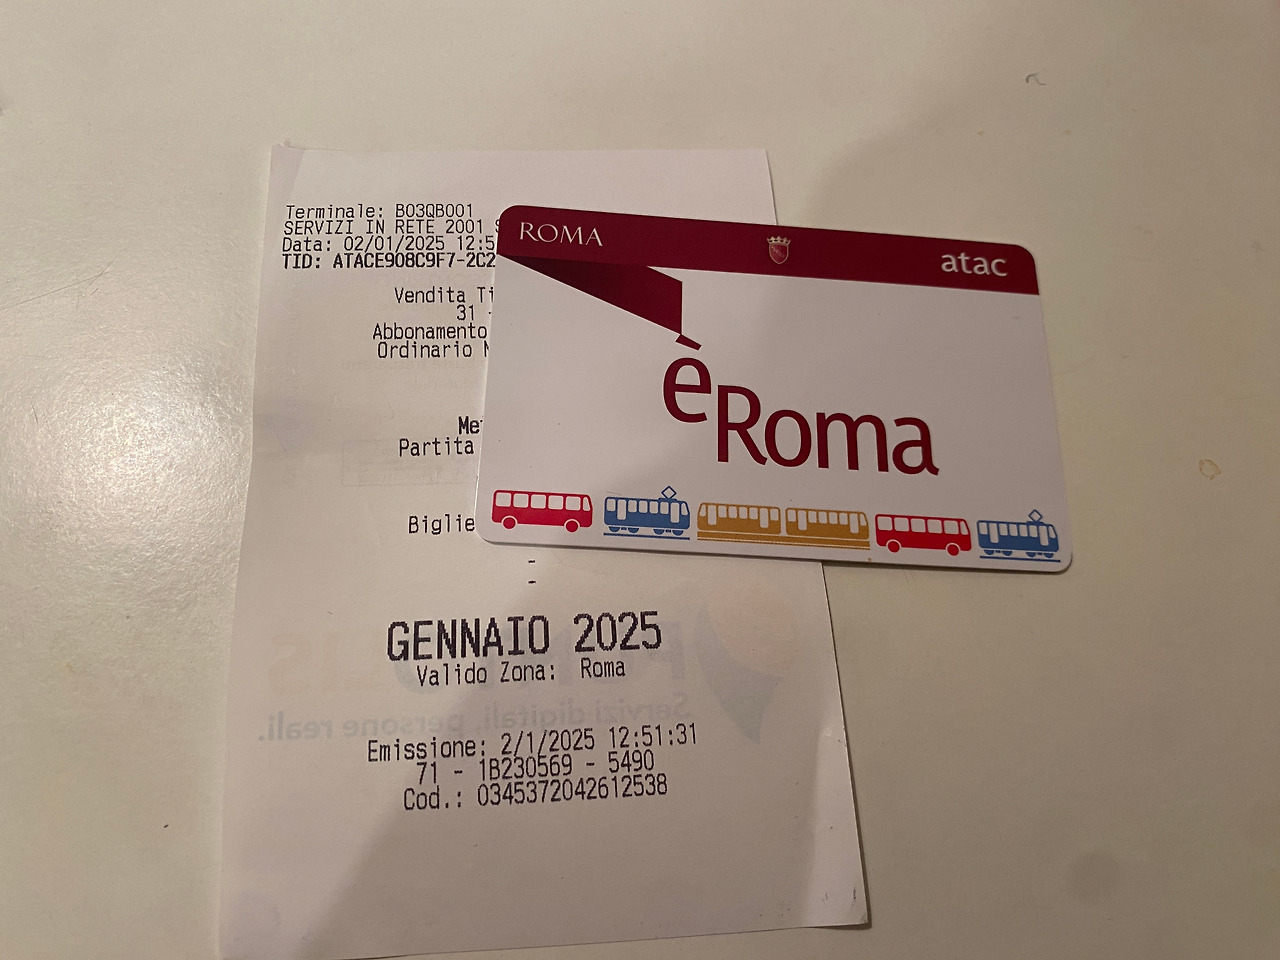 Terminale: B03QB001
SERVIZI IN RETE 2001
Data: 02/01/2025 12:5
TID: ATACE908C9F7-2C2
Vendita
31 -
Abbonamento
Ordinario
Partita
GENNAIO 2025
Valido Zona: Roma
Emissione: 2/1/2025 12:51:31
71 - 1B230569 - 5490
Cod.: 0345372042612538
ROMA
atac
èRoma
Servizi digitali, persone reali.